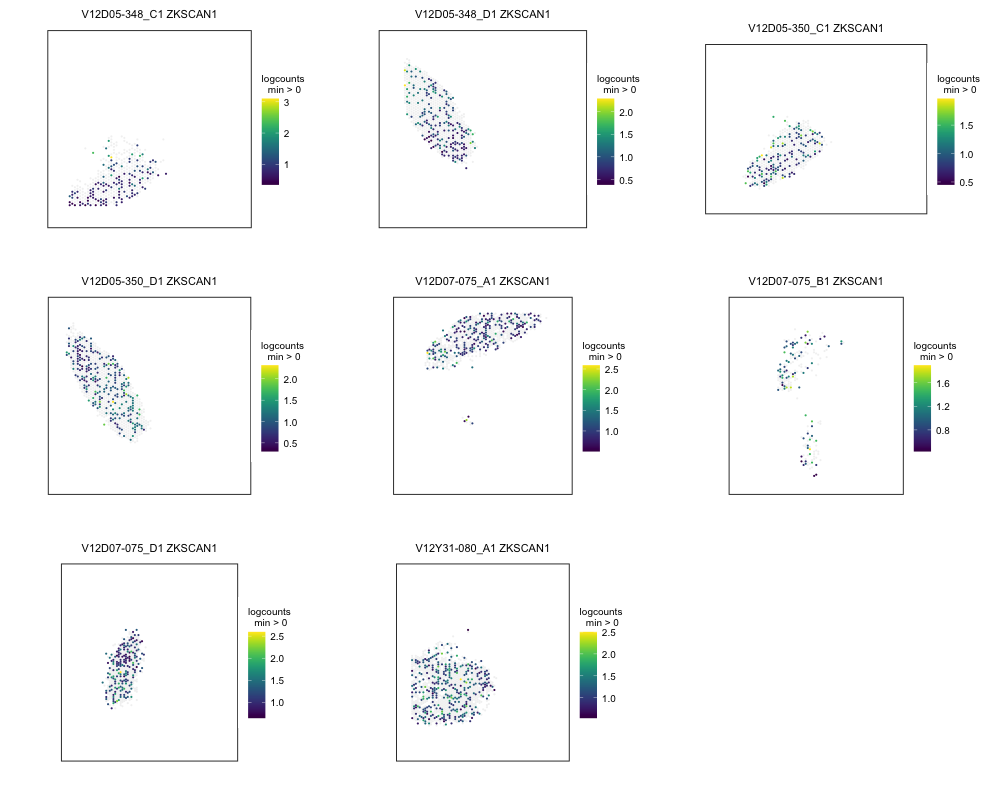 V12D05-348_C1 ZKSCAN1
logcounts
min > 0
3
2
1
V12D05-348_D1 ZKSCAN1
logcounts
min > 0
2.0
1.5
1.0
0.5
V12D05-350_C1 ZKSCAN1
logcounts
min > 0
1.5
1.0
0.5
V12D05-350_D1 ZKSCAN1
logcounts
min > 0
2.0
1.5
1.0
0.5
V12D07-075_A1 ZKSCAN1
logcounts
min > 0
2.5
2.0
1.5
1.0
V12D07-075_B1 ZKSCAN1
logcounts
min > 0
1.6
1.2
0.8
V12D07-075_D1 ZKSCAN1
logcounts
min > 0
2.5
2.0
1.5
1.0
V12Y31-080_A1 ZKSCAN1
logcounts
min > 0
2.5
2.0
1.5
1.0